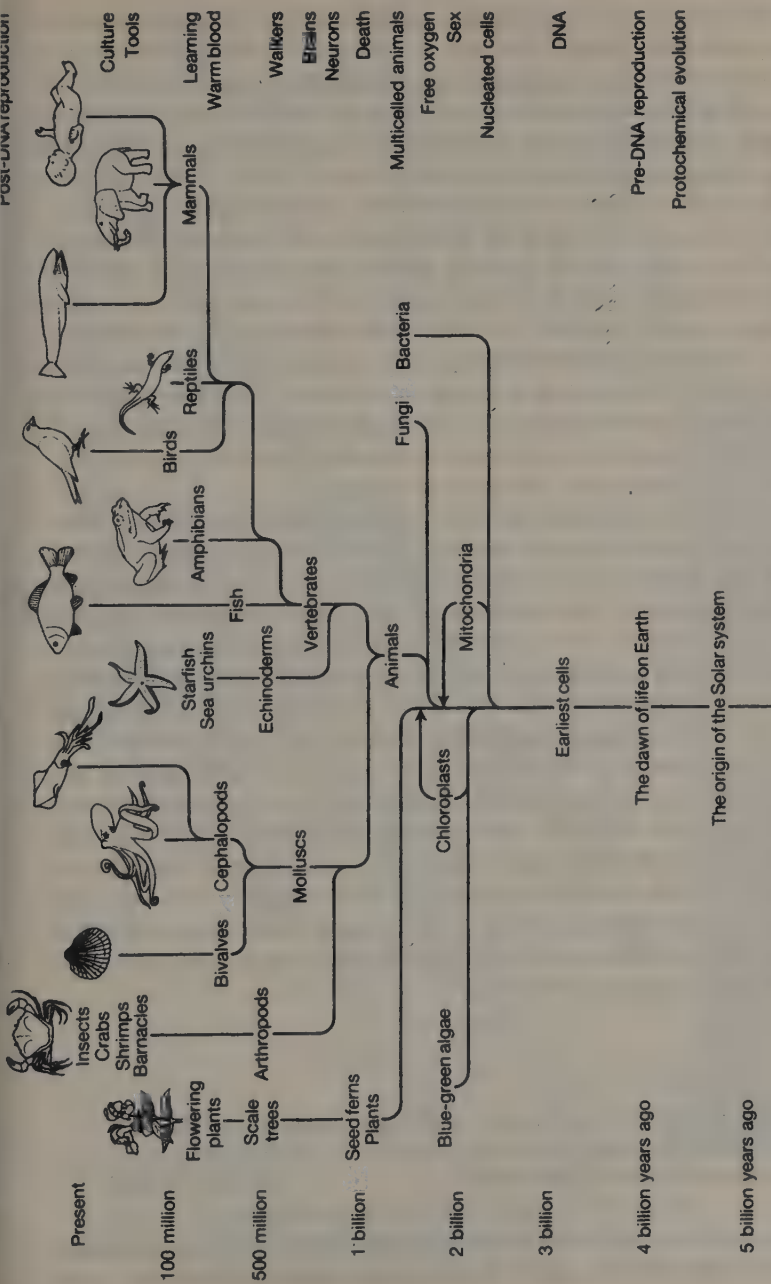 Post-DNA reproduction
Present
100 million
500 million
1 billion
2 billion
3 billion
4 billion years ago
5 billion years ago
Flowering
plants
Scale
trees
Seed ferns
Plants
Blue-green algae
Insects
Crabs
Shrimps
Barnacles
Arthropods
Bivalves
Cephalopods
Molluscs
Chloroplasts
Starfish
Sea urchins
Echinoderms
Fish
Vertebrates
Animals
Mitochondria
Earliest cells
The dawn of life on Earth
The origin of the Solar system
Amphibians
Birds
Reptiles
Mammals
Fungi
Bacteria
Culture
Tools
Learning
Warm blood
Walkers
Brains
Neurons
Death
Multicelled animals
Free oxygen
Sex
Nucleated cells
DNA
Pre-DNA reproduction
Protochemical evolution